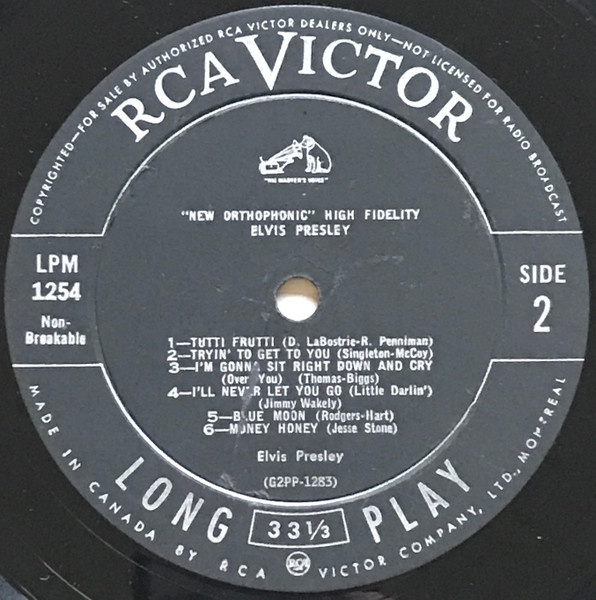 COPYRIGHTED—FOR SALE BY AUTHORIZED RCA VICTOR DEALERS ONLY—NOT LICENSED FOR RADIO BROADCAST
RCA VICTOR
"HIS MASTER'S VOICE"
"NEW ORTHOPHONIC" HIGH FIDELITY
ELVIS PRESLEY
LPM
1254
Non-
Breakable
SIDE
2
1—TUTTI FRUTTI (D. LaBostrie-R. Penniman)
2—TRYIN' TO GET TO YOU (Singleton-McCoy)
3—I'M GONNA SIT RIGHT DOWN AND CRY
(Over You) (Thomas-Biggs)
4—I'LL NEVER LET YOU GO (Little Darlin')
(Jimmy Wakely)
5—BLUE MOON (Rodgers-Hart)
6—MONEY HONEY (Jesse Stone)
Elvis Presley
(G2PP-1283)
LONG PLAY
33 1/3
MADE IN CANADA BY RCA VICTOR COMPANY, LTD., MONTREAL
RCA